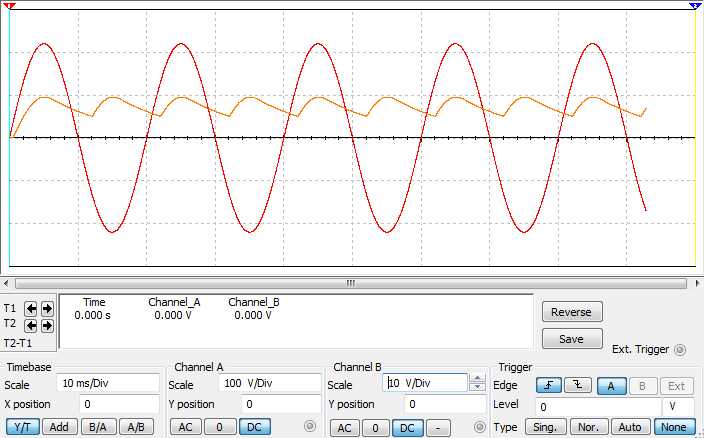 1 2
T1
T2
T2-T1
Time Channel_A Channel_B
0.000 s 0.000 V 0.000 V
Reverse
Save
Ext. Trigger
Timebase
Scale 10 ms/Div
X position 0
Y/T Add B/A A/B
Channel A
Scale 100 V/Div
Y position 0
AC 0 DC
Channel B
Scale 10 V/Div
Y position 0
AC 0 DC -
Trigger
Edge A B Ext
Level 0 V
Type Sing. Nor. Auto None